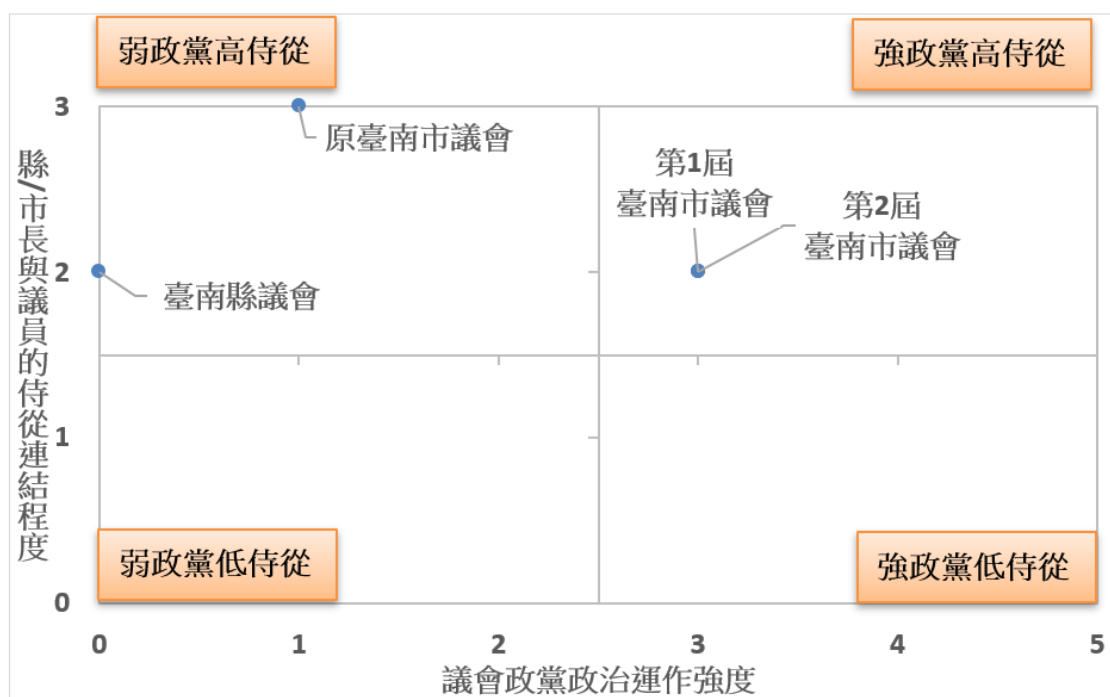 弱政黨高侍從
強政黨高侍從
3
原臺南市議會
第1屆
臺南市議會
第2屆
臺南市議會
縣/市長與議員的侍從連結程度
2
臺南縣議會
1
弱政黨低侍從
強政黨低侍從
0
0
1
2
3
4
5
議會政黨政治運作強度